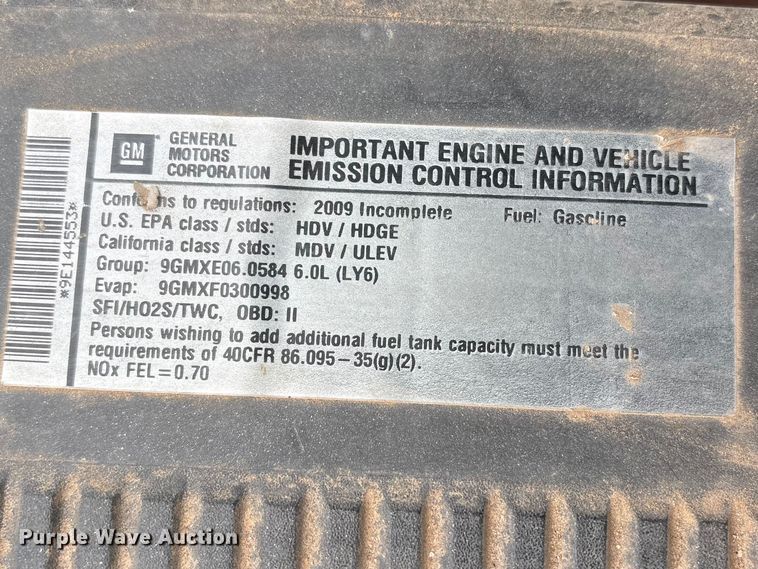 *9E144553*
GM
GENERAL
MOTORS
CORPORATION
IMPORTANT ENGINE AND VEHICLE
EMISSION CONTROL INFORMATION
Conforms to regulations: 2009 Incomplete Fuel: Gasoline
U.S. EPA class / stds: HDV / HDGE
California class / stds: MDV / ULEV
Group: 9GMXE06.0584 6.0L (LY6)
Evap: 9GMXF0300998
SFI/HO2S/TWC, OBD: II
Persons wishing to add additional fuel tank capacity must meet the
requirements of 40CFR 86.095-35(g)(2).
NOx FEL=0.70
Purple Wave Auction